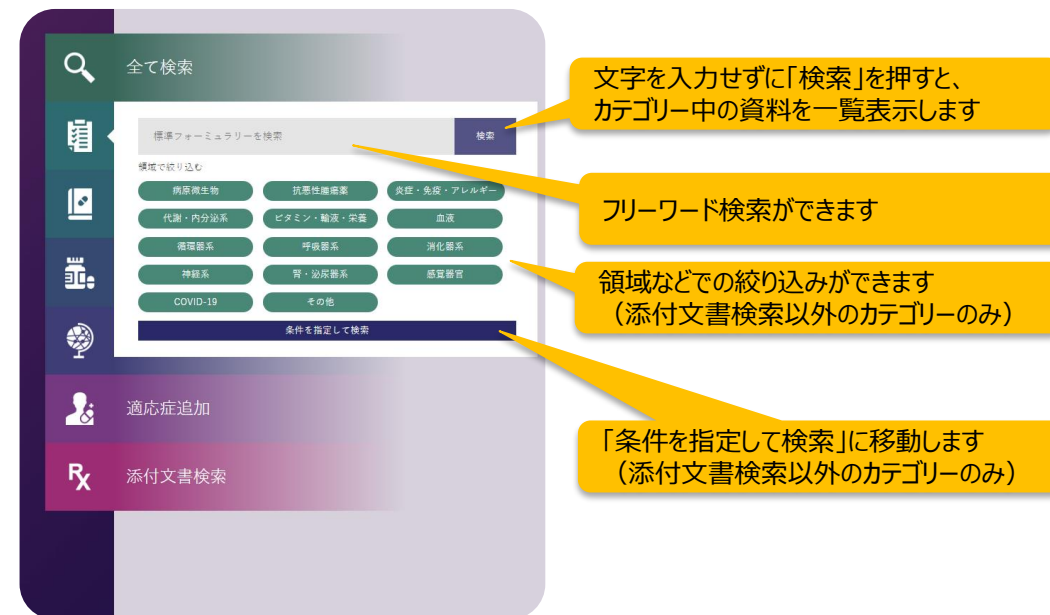 全て検索
標準フォーミュラリーを検索
検索
領域で絞り込む
病原微生物
抗悪性腫瘍薬
炎症・免疫・アレルギー
代謝・内分泌系
ビタミン・輸液・栄養
血液
循環器系
呼吸器系
消化器系
神経系
腎・泌尿器系
感覚器官
COVID-19
その他
条件を指定して検索
適応症追加
Rx
添付文書検索
文字を入力せずに「検索」を押すと、
カテゴリー中の資料を一覧表示します
フリーワード検索ができます
領域などでの絞り込みができます
（添付文書検索以外のカテゴリーのみ）
「条件を指定して検索」に移動します
（添付文書検索以外のカテゴリーのみ）